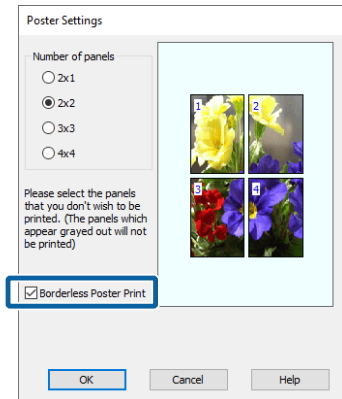 Poster Settings
Number of panels
2x1
2x2
3x3
4x4
Please select the panels
that you don't wish to be
printed. (The panels which
appear grayed out will not
be printed)
Borderless Poster Print
1 2
3 4
OK Cancel Help